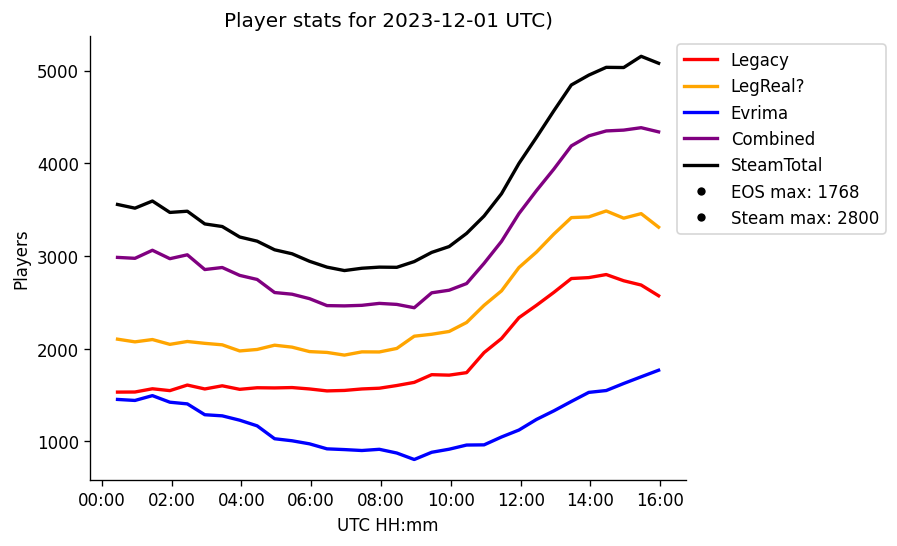 Player stats for 2023-12-01 UTC)
Players
5000
4000
3000
2000
1000
00:00 02:00 04:00 06:00 08:00 10:00 12:00 14:00 16:00
UTC HH:mm
Legacy
LegReal?
Evrima
Combined
SteamTotal
EOS max: 1768
Steam max: 2800